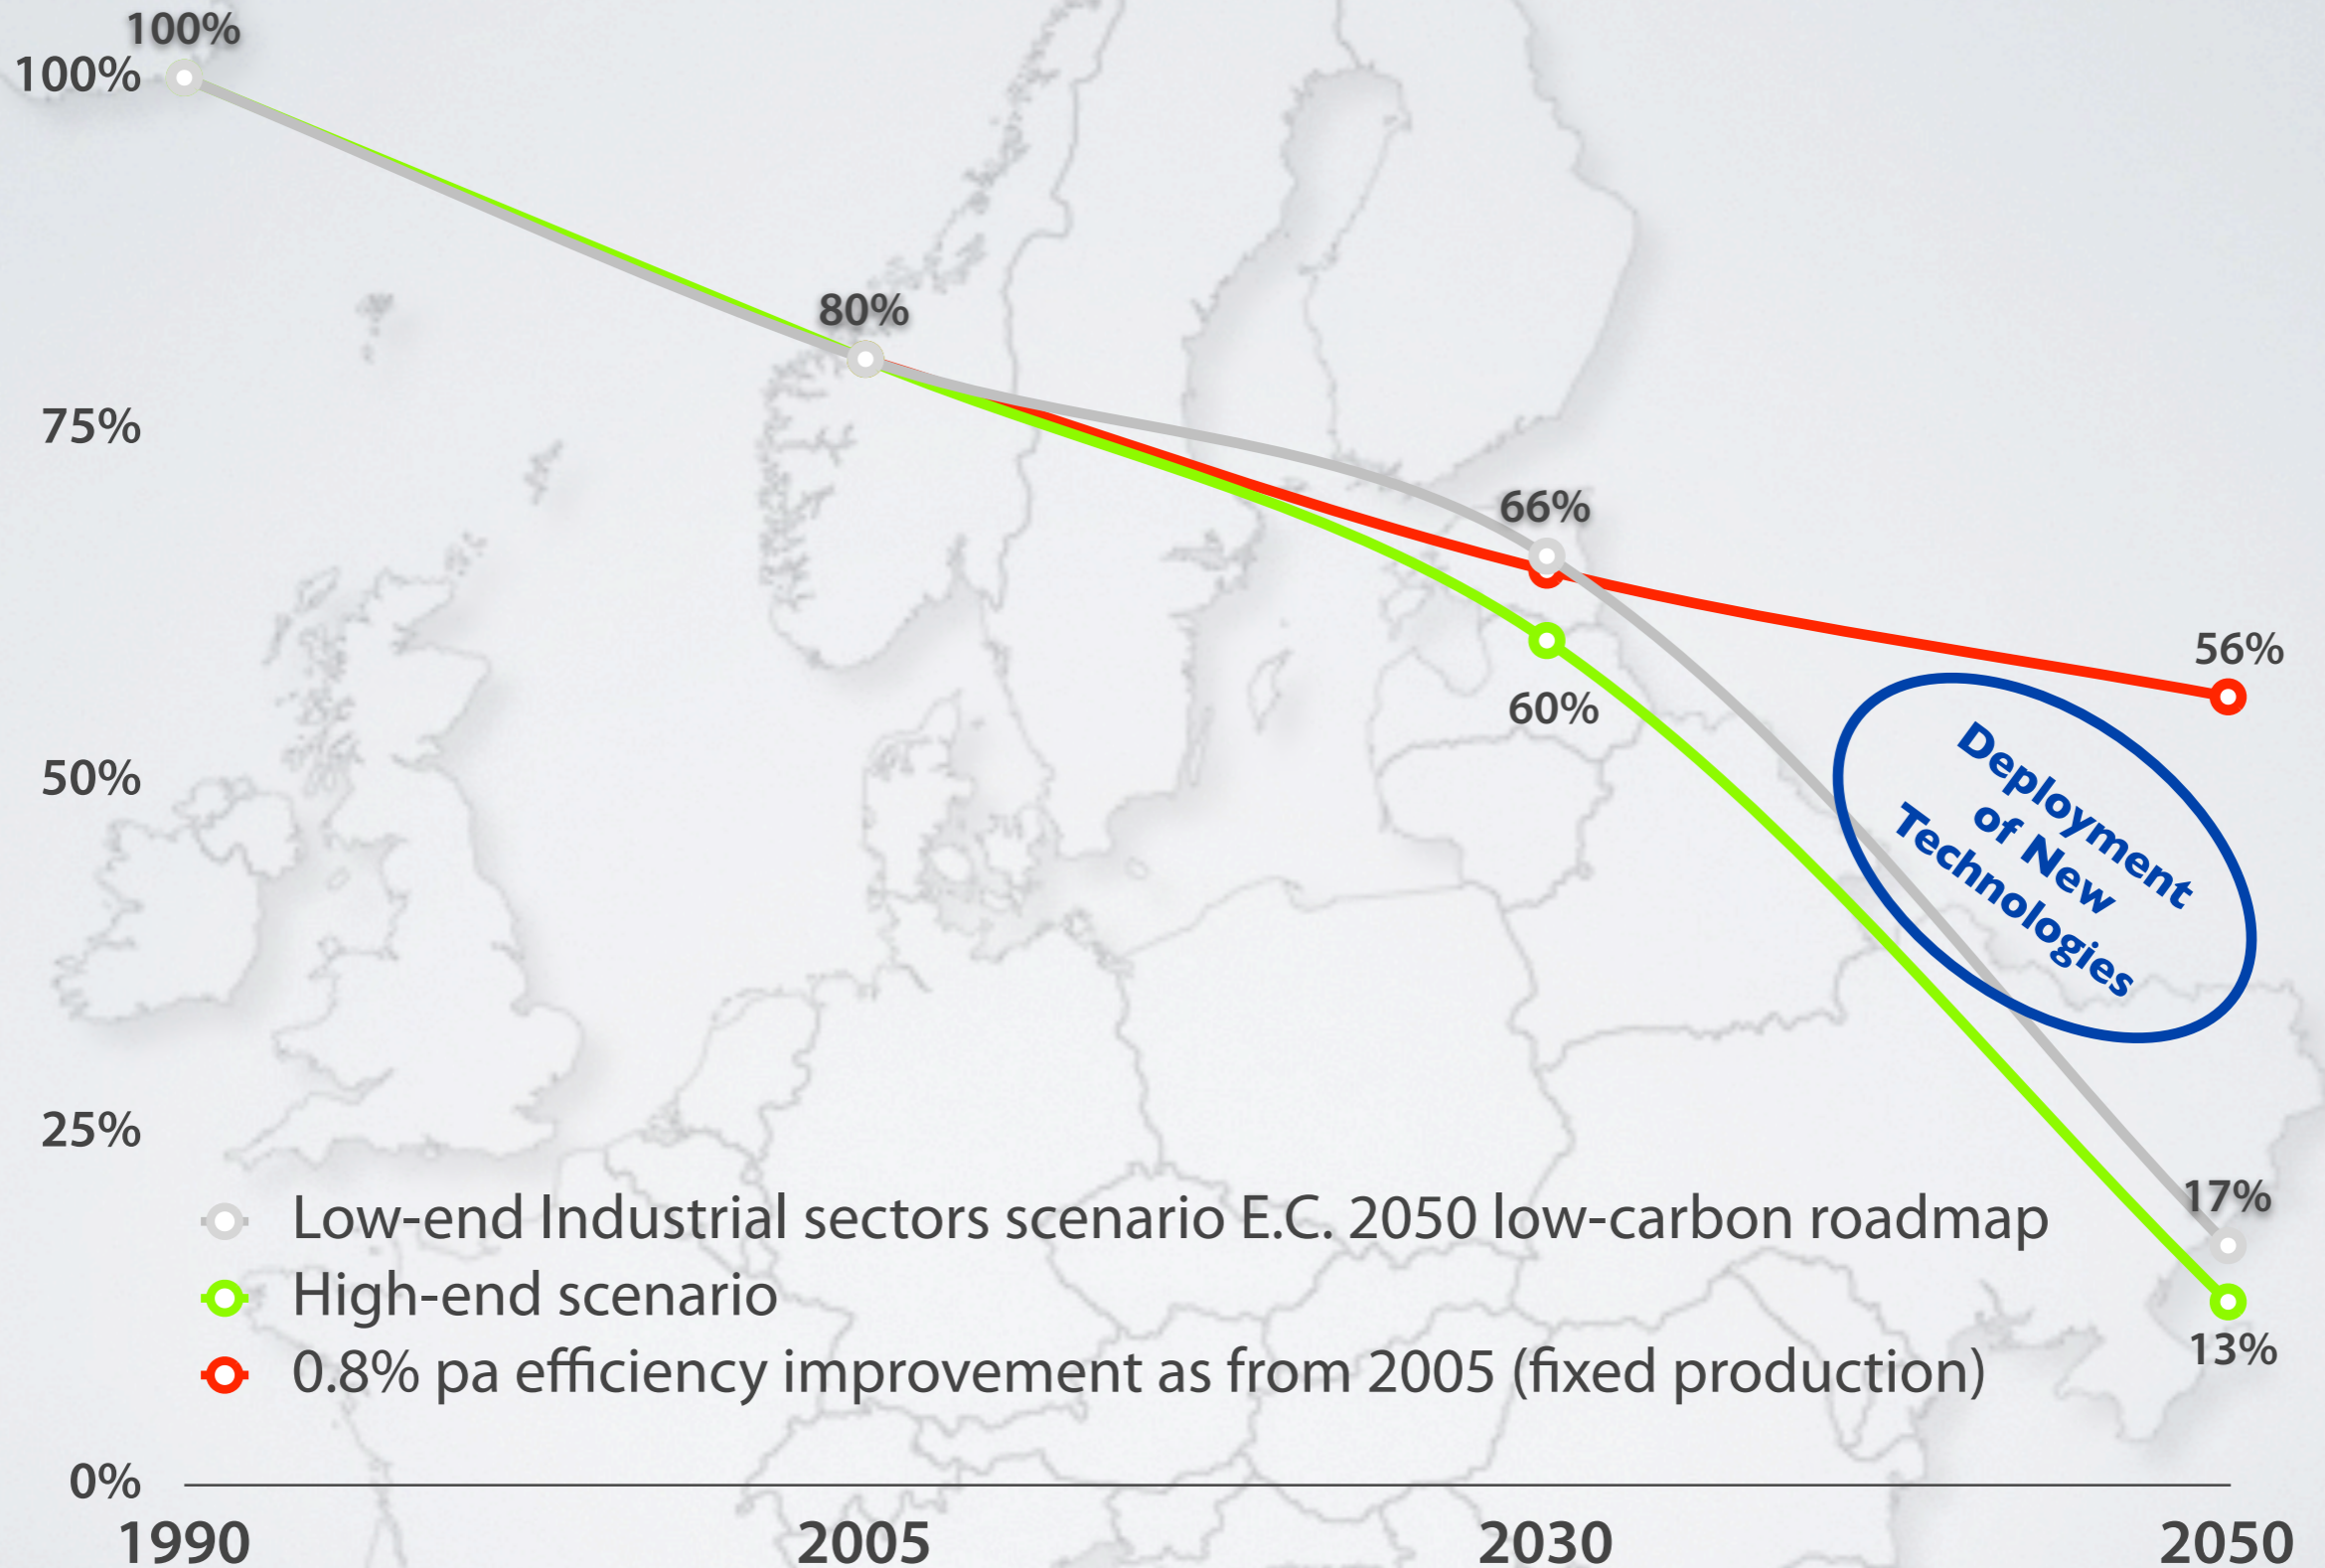 100%
100%
80%
75%
66%
56%
60%
50%
Deployment
of New
Technologies
25%
17%
Low-end Industrial sectors scenario E.C. 2050 low-carbon roadmap
High-end scenario
13%
0.8% pa efficiency improvement as from 2005 (fixed production)
0%
1990 2005 2030 2050